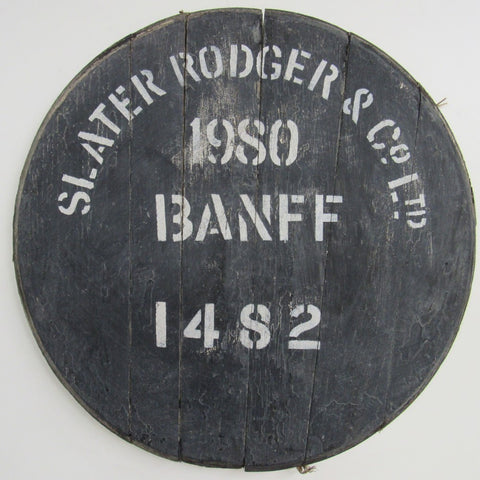 SLATER RODGER & Co LTD
1980
BANFF
1482